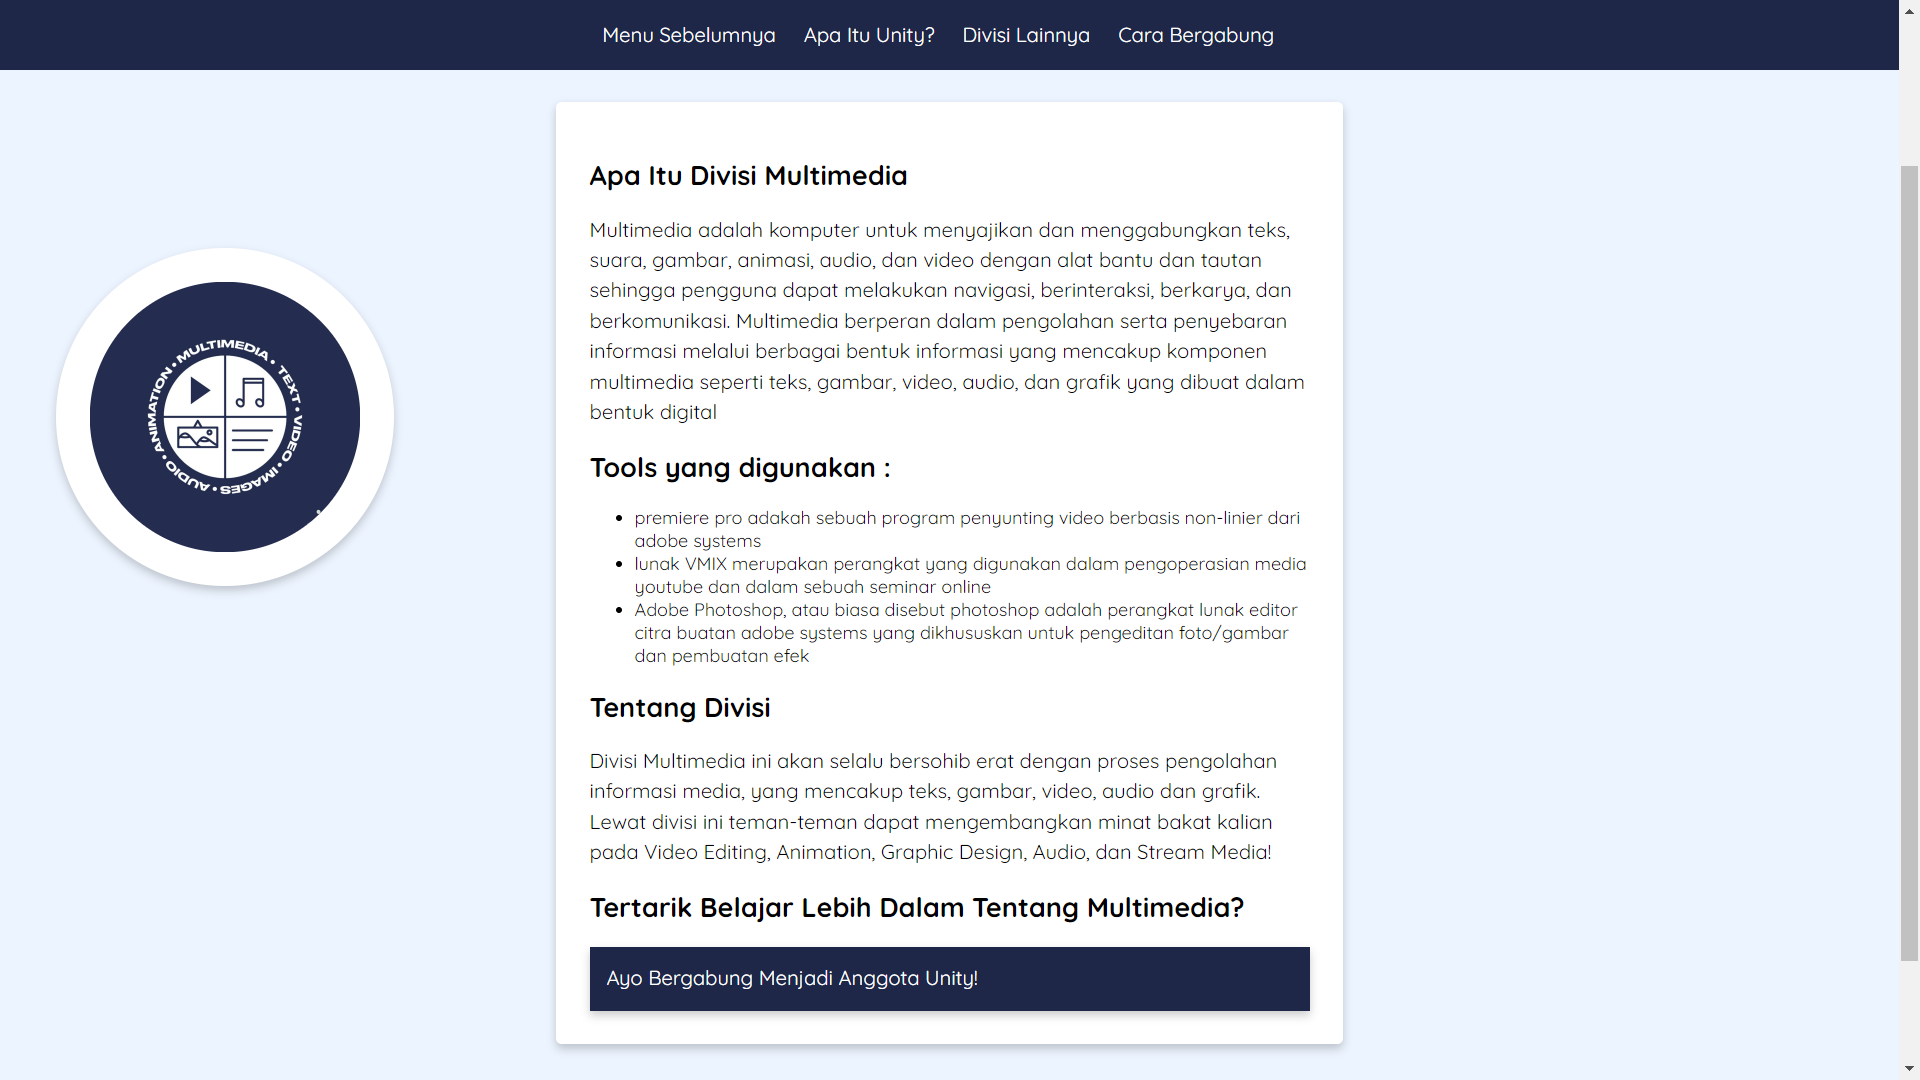 Menu Sebelumnya Apa Itu Unity? Divisi Lainnya Cara Bergabung
MULTIMEDIA • TEXT • VIDEO • IMAGES • AUDIO • ANIMATION •
Apa Itu Divisi Multimedia
Multimedia adalah komputer untuk menyajikan dan menggabungkan teks,
suara, gambar, animasi, audio, dan video dengan alat bantu dan tautan
sehingga pengguna dapat melakukan navigasi, berinteraksi, berkarya, dan
berkomunikasi. Multimedia berperan dalam pengolahan serta penyebaran
informasi melalui berbagai bentuk informasi yang mencakup komponen
multimedia seperti teks, gambar, video, audio, dan grafik yang dibuat dalam
bentuk digital
Tools yang digunakan :
• premiere pro adakah sebuah program penyunting video berbasis non-linier dari
adobe systems
• lunak VMIX merupakan perangkat yang digunakan dalam pengoperasian media
youtube dan dalam sebuah seminar online
• Adobe Photoshop, atau biasa disebut photoshop adalah perangkat lunak editor
citra buatan adobe systems yang dikhususkan untuk pengeditan foto/gambar
dan pembuatan efek
Tentang Divisi
Divisi Multimedia ini akan selalu bersohib erat dengan proses pengolahan
informasi media, yang mencakup teks, gambar, video, audio dan grafik.
Lewat divisi ini teman-teman dapat mengembangkan minat bakat kalian
pada Video Editing, Animation, Graphic Design, Audio, dan Stream Media!
Tertarik Belajar Lebih Dalam Tentang Multimedia?
Ayo Bergabung Menjadi Anggota Unity!